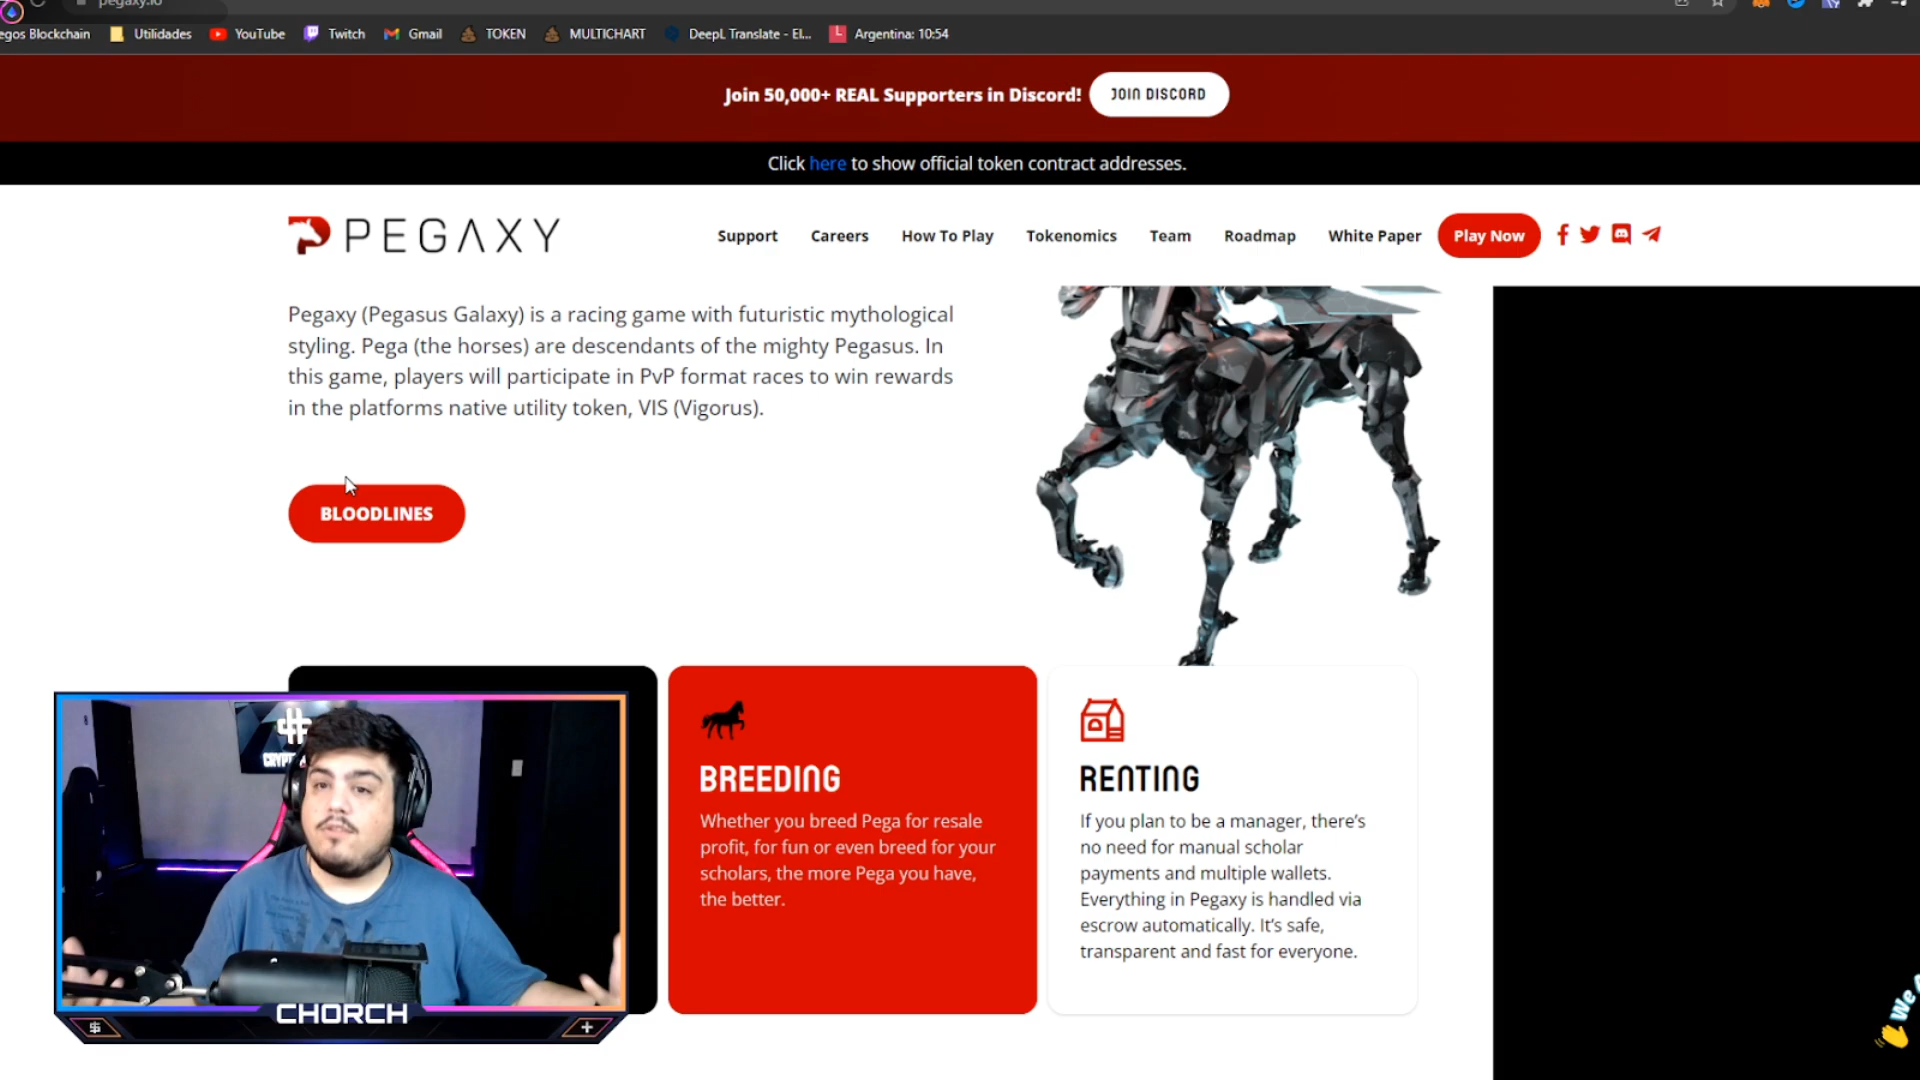 pegaxy.io
egos Blockchain Utilidades YouTube Twitch Gmail TOKEN MULTICHART DeepL Translate - El... Argentina: 10:54
Join 50,000+ REAL Supporters in Discord! JOIN DISCORD
Click here to show official token contract addresses.
PEGAXY Support Careers How To Play Tokenomics Team Roadmap White Paper Play Now
Pegaxy (Pegasus Galaxy) is a racing game with futuristic mythological
styling. Pega (the horses) are descendants of the mighty Pegasus. In
this game, players will participate in PvP format races to win rewards
in the platforms native utility token, VIS (Vigorus).
BLOODLINES
BREEDING
Whether you breed Pega for resale
profit, for fun or even breed for your
scholars, the more Pega you have,
the better.
RENTING
If you plan to be a manager, there's
no need for manual scholar
payments and multiple wallets.
Everything in Pegaxy is handled via
escrow automatically. It's safe,
transparent and fast for everyone.
CHORCH
We